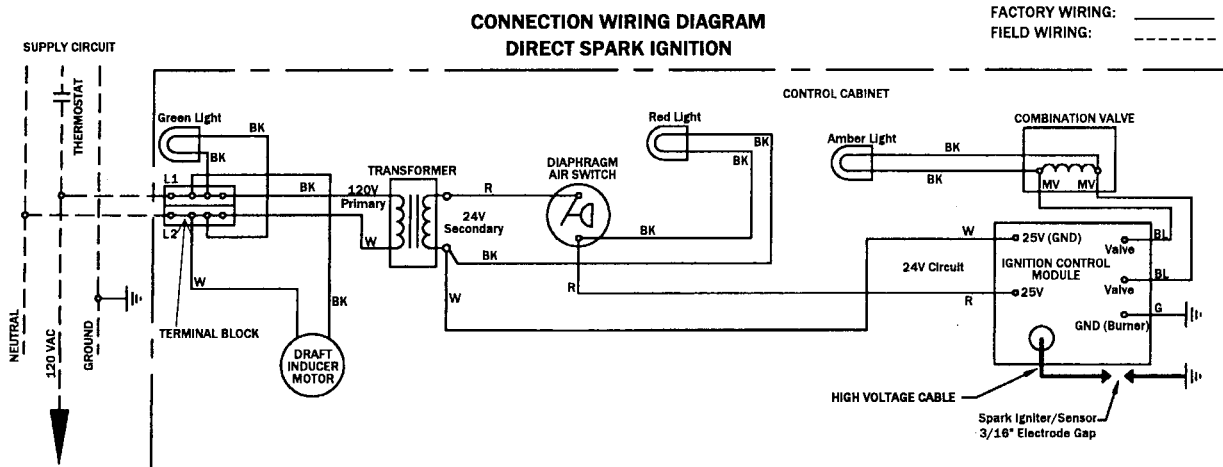 CONNECTION WIRING DIAGRAM
DIRECT SPARK IGNITION
FACTORY WIRING:
FIELD WIRING:
SUPPLY CIRCUIT
THERMOSTAT
NEUTRAL
120 VAC
GROUND
CONTROL CABINET
Green Light
BK
BK
L1
L2
BK
W
BK
TERMINAL BLOCK
DRAFT
INDUCER
MOTOR
TRANSFORMER
120V
Primary
W
24V
Secondary
R
BK
W
DIAPHRAGM
AIR SWITCH
BK
R
Red Light
BK
BK
Amber Light
BK
BK
COMBINATION VALVE
MV
MV
W
25V (GND)
BL
Valve
24V Circuit
IGNITION CONTROL
MODULE
BL
R
25V
Valve
G
GND (Burner)
HIGH VOLTAGE CABLE
Spark Igniter/Sensor
3/16" Electrode Gap